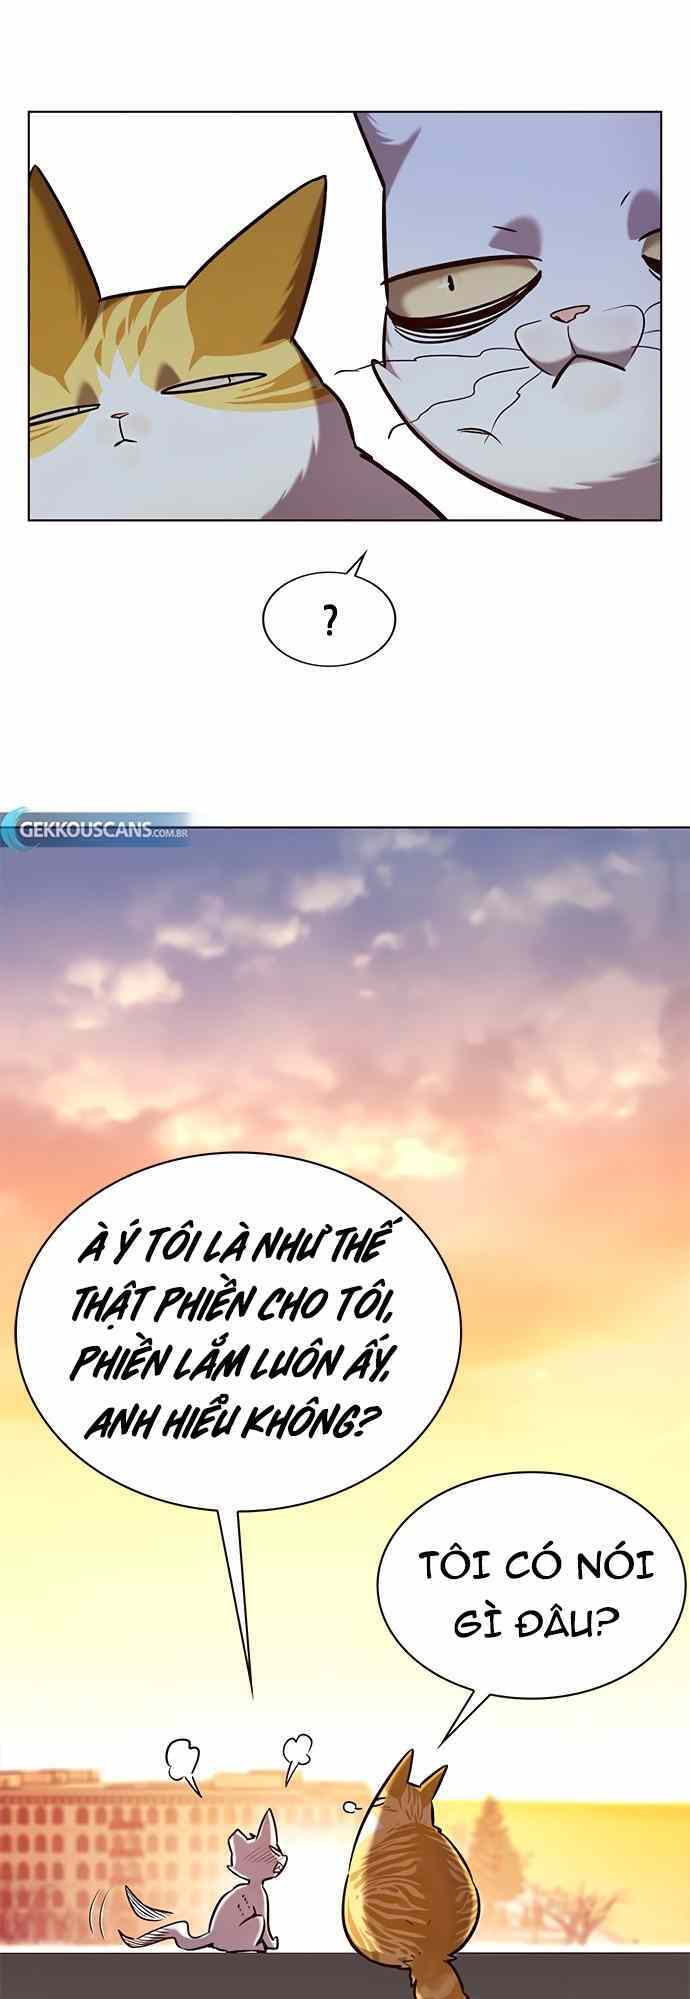 ?
GEKKOUSCANS.COM.BR
À Ý TÔI LÀ NHƯ THẾ
THẬT PHIỀN CHO TÔI,
PHIỀN LẮM LUÔN ẤY,
ANH HIỂU KHÔNG?
TÔI CÓ NÓI
GÌ ĐÂU?